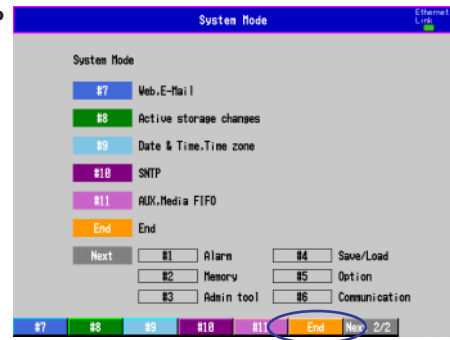 System Mode
Ethernet
Link
System Mode
#7 Web.E-Mail
#8 Active storage changes
#9 Date & Time.Time zone
#10 SNTP
#11 AUX.Media FIFO
End End
Next #1 Alarm #4 Save/Load
#2 Memory #5 Option
#3 Admin tool #6 Communication
#7 #8 #9 #10 #11 End Nex 2/2